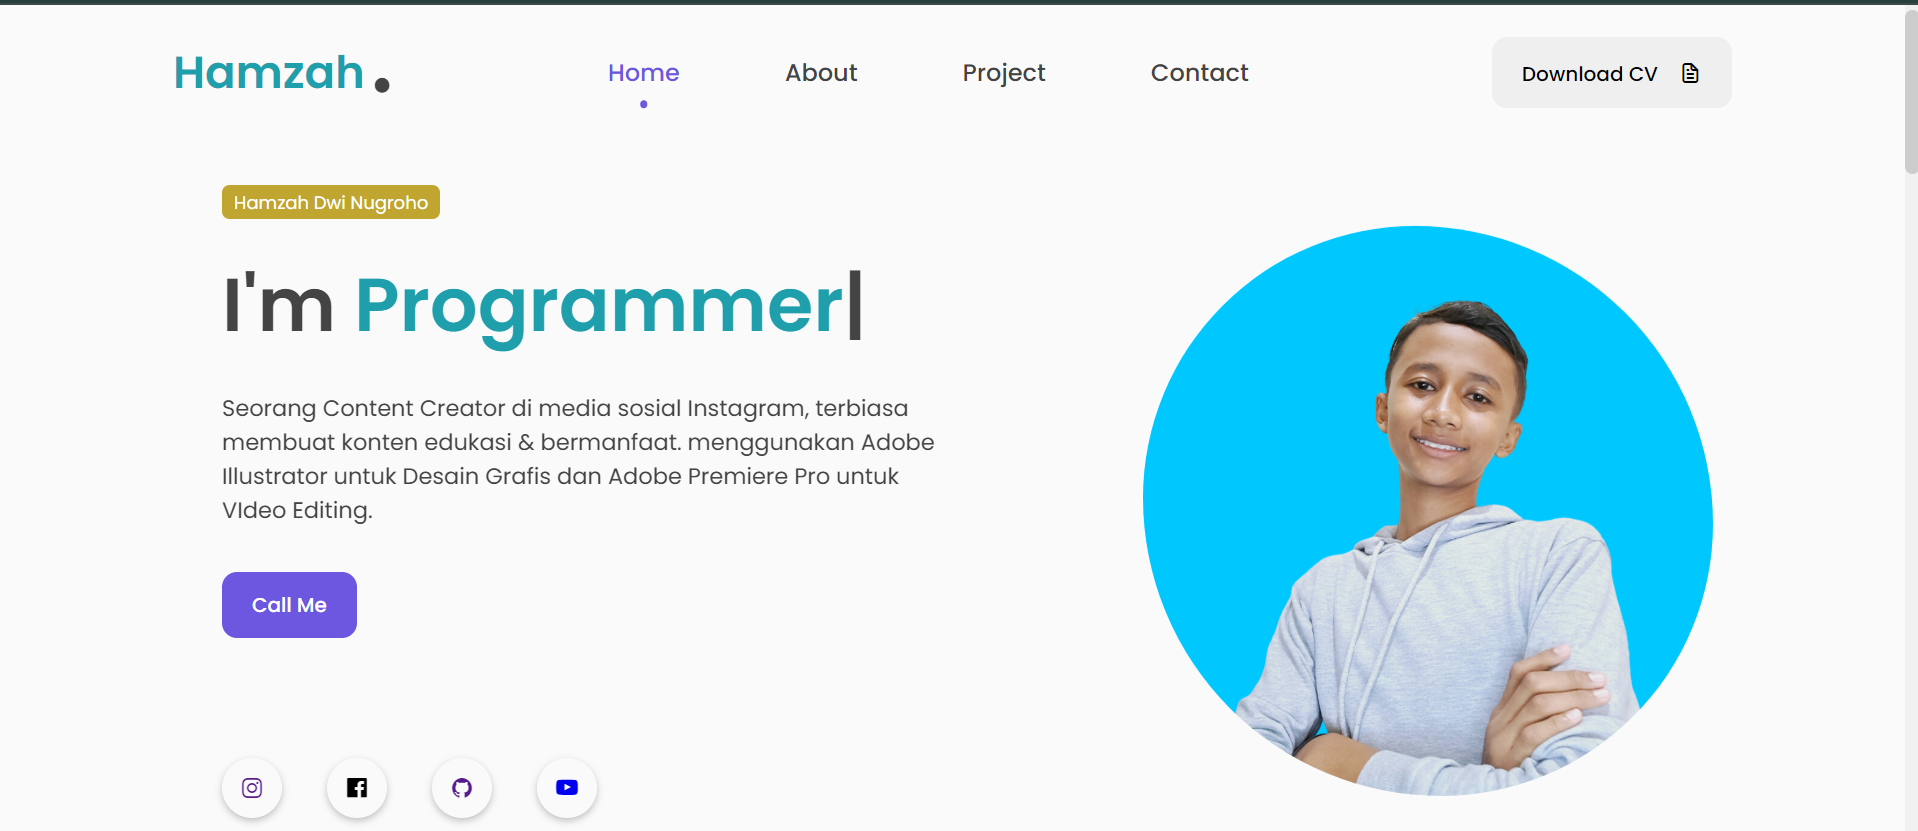 Hamzah .
Home
About
Project
Contact
Download CV
Hamzah Dwi Nugroho
I'm Programmer|
Seorang Content Creator di media sosial Instagram, terbiasa
membuat konten edukasi & bermanfaat. menggunakan Adobe
Illustrator untuk Desain Grafis dan Adobe Premiere Pro untuk
VIdeo Editing.
Call Me